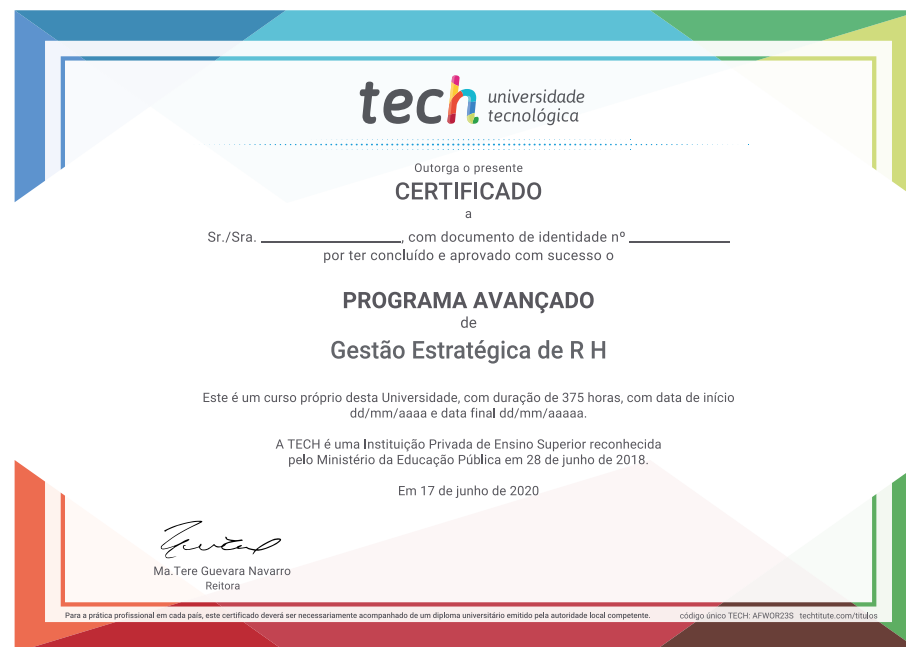 tech universidade
tecnológica
Outorga o presente
CERTIFICADO
a
Sr./Sra. ____________________, com documento de identidade nº ______________
por ter concluído e aprovado com sucesso o
PROGRAMA AVANÇADO
de
Gestão Estratégica de R H
Este é um curso próprio desta Universidade, com duração de 375 horas, com data de início
dd/mm/aaaa e data final dd/mm/aaaaa.
A TECH é uma Instituição Privada de Ensino Superior reconhecida
pelo Ministério da Educação Pública em 28 de junho de 2018.
Em 17 de junho de 2020
Ma.Tere Guevara Navarro
Reitora
Para a prática profissional em cada país, este certificado deverá ser necessariamente acompanhado de um diploma universitário emitido pela autoridade local competente. código único TECH: AFWOR23S techtitute.com/titulos